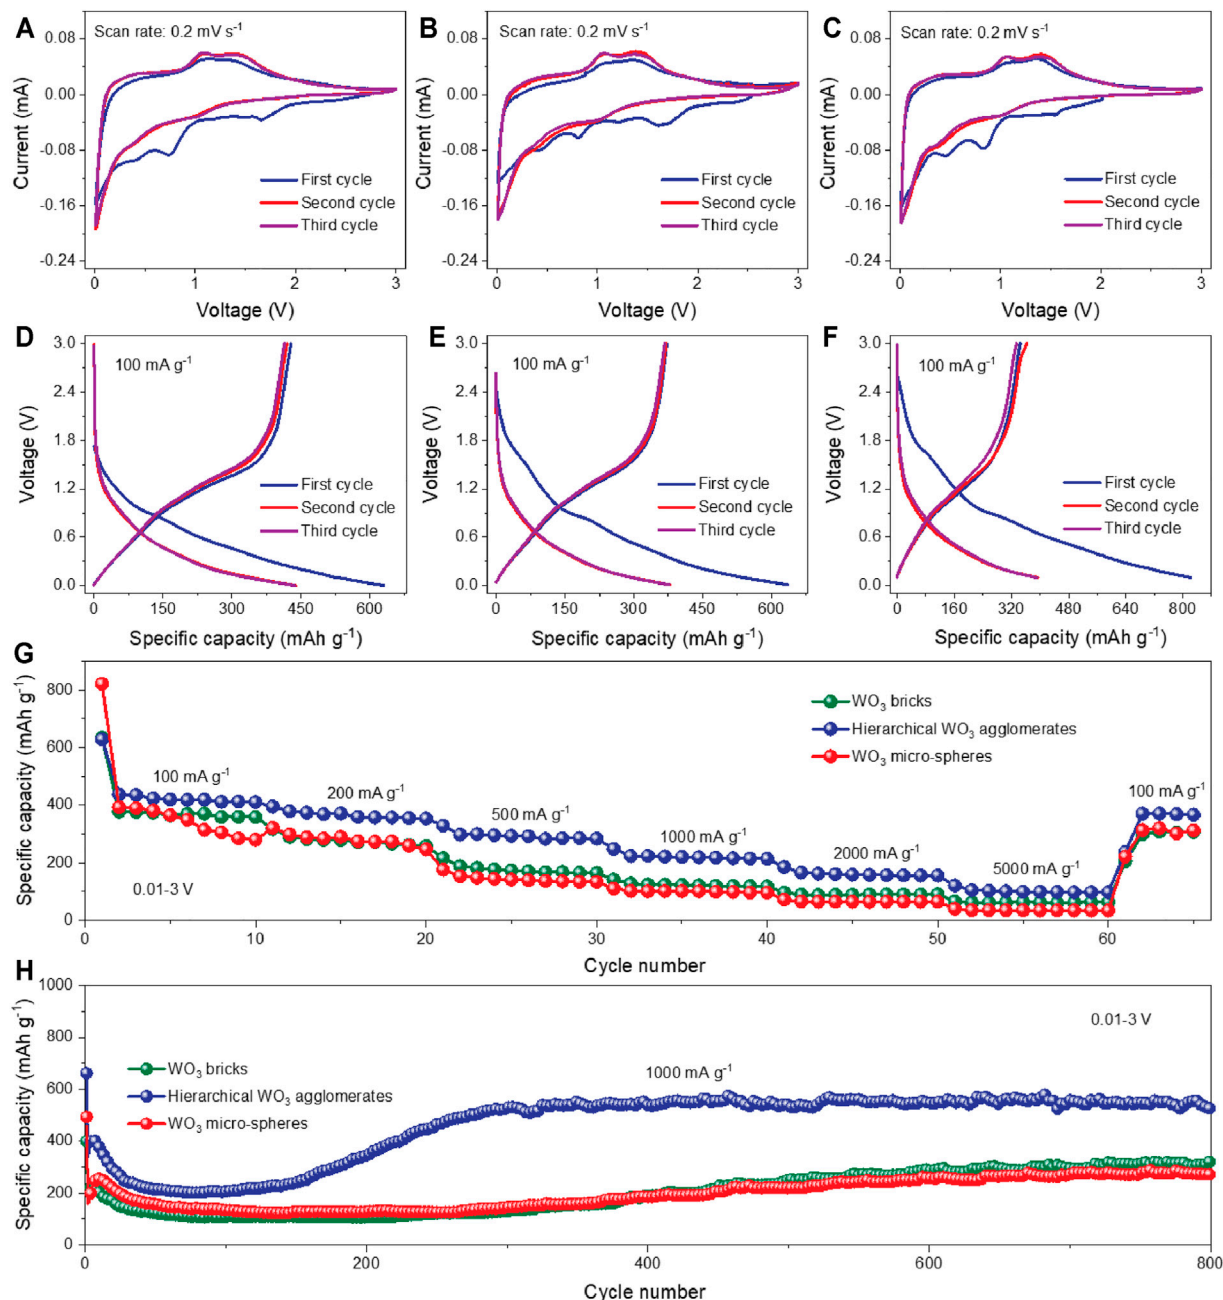 A
Scan rate: 0.2 mV s⁻¹
0.08
0.00
-0.08
-0.16
-0.24
Current (mA)
First cycle
Second cycle
Third cycle
0 1 2 3
Voltage (V)
B
Scan rate: 0.2 mV s⁻¹
0.08
0.00
-0.08
-0.16
-0.24
Current (mA)
First cycle
Second cycle
Third cycle
0 1 2 3
Voltage (V)
C
Scan rate: 0.2 mV s⁻¹
0.08
0.00
-0.08
-0.16
-0.24
Current (mA)
First cycle
Second cycle
Third cycle
0 1 2 3
Voltage (V)
D
100 mA g⁻¹
3.0
2.4
1.8
1.2
0.6
0.0
Voltage (V)
First cycle
Second cycle
Third cycle
0 150 300 450 600
Specific capacity (mAh g⁻¹)
E
100 mA g⁻¹
3.0
2.4
1.8
1.2
0.6
0.0
Voltage (V)
First cycle
Second cycle
Third cycle
0 150 300 450 600
Specific capacity (mAh g⁻¹)
F
100 mA g⁻¹
3.0
2.4
1.8
1.2
0.6
0.0
Voltage (V)
First cycle
Second cycle
Third cycle
0 160 320 480 640 800
Specific capacity (mAh g⁻¹)
G
800
600
400
200
0
Specific capacity (mAh g⁻¹)
WO₃ bricks
Hierarchical WO₃ agglomerates
WO₃ micro-spheres
100 mA g⁻¹
200 mA g⁻¹
500 mA g⁻¹
1000 mA g⁻¹
2000 mA g⁻¹
5000 mA g⁻¹
100 mA g⁻¹
0.01-3 V
0 10 20 30 40 50 60
Cycle number
H
1000
800
600
400
200
0
Specific capacity (mAh g⁻¹)
0.01-3 V
WO₃ bricks
Hierarchical WO₃ agglomerates
WO₃ micro-spheres
1000 mA g⁻¹
0 200 400 600 800
Cycle number